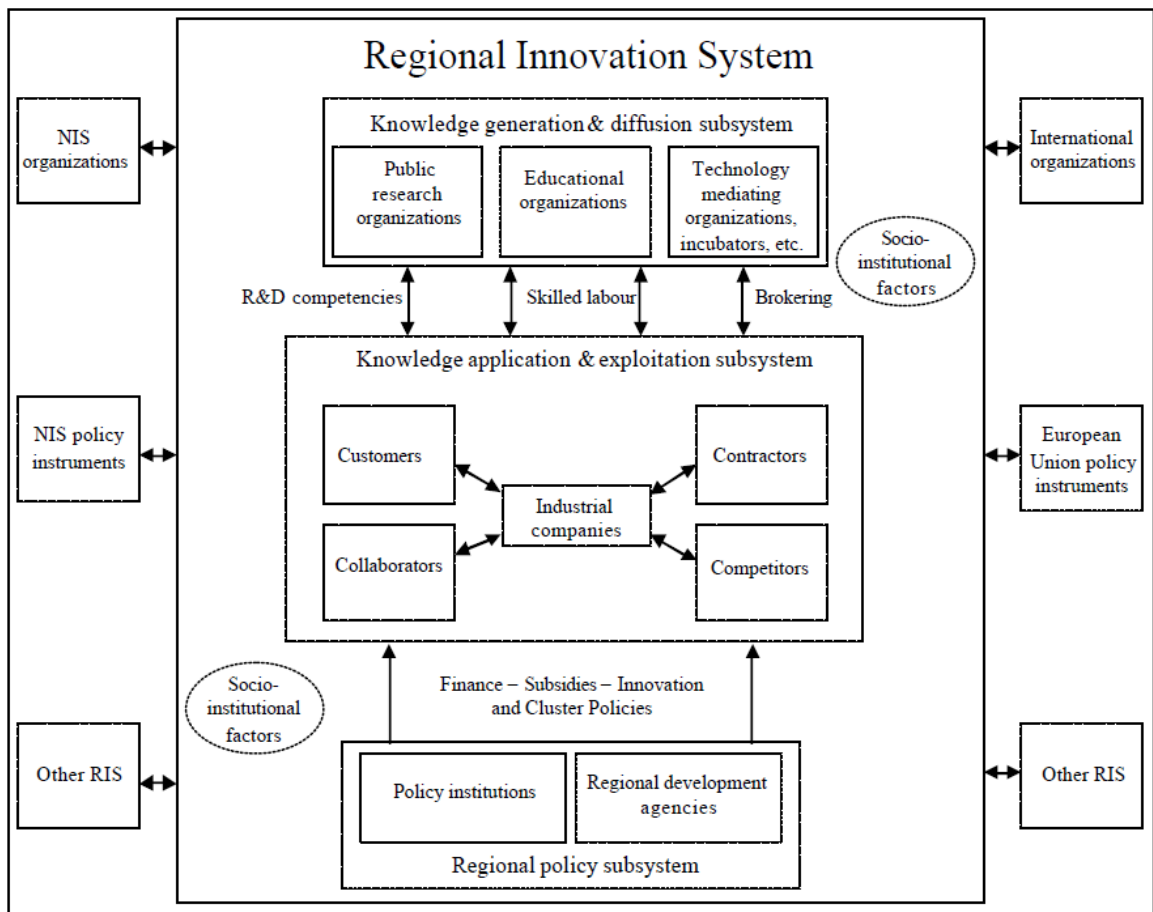 Regional Innovation System
NIS
organizations
Knowledge generation & diffusion subsystem
Public
research
organizations
Educational
organizations
Technology
mediating
organizations,
incubators, etc.
International
organizations
Socio-
institutional
factors
R&D competencies
Skilled labour
Brokering
Knowledge application & exploitation subsystem
NIS policy
instruments
Customers
Contractors
Industrial
companies
Collaborators
Competitors
European
Union policy
instruments
Socio-
institutional
factors
Finance – Subsidies – Innovation
and Cluster Policies
Other RIS
Policy institutions
Regional development
agencies
Regional policy subsystem
Other RIS